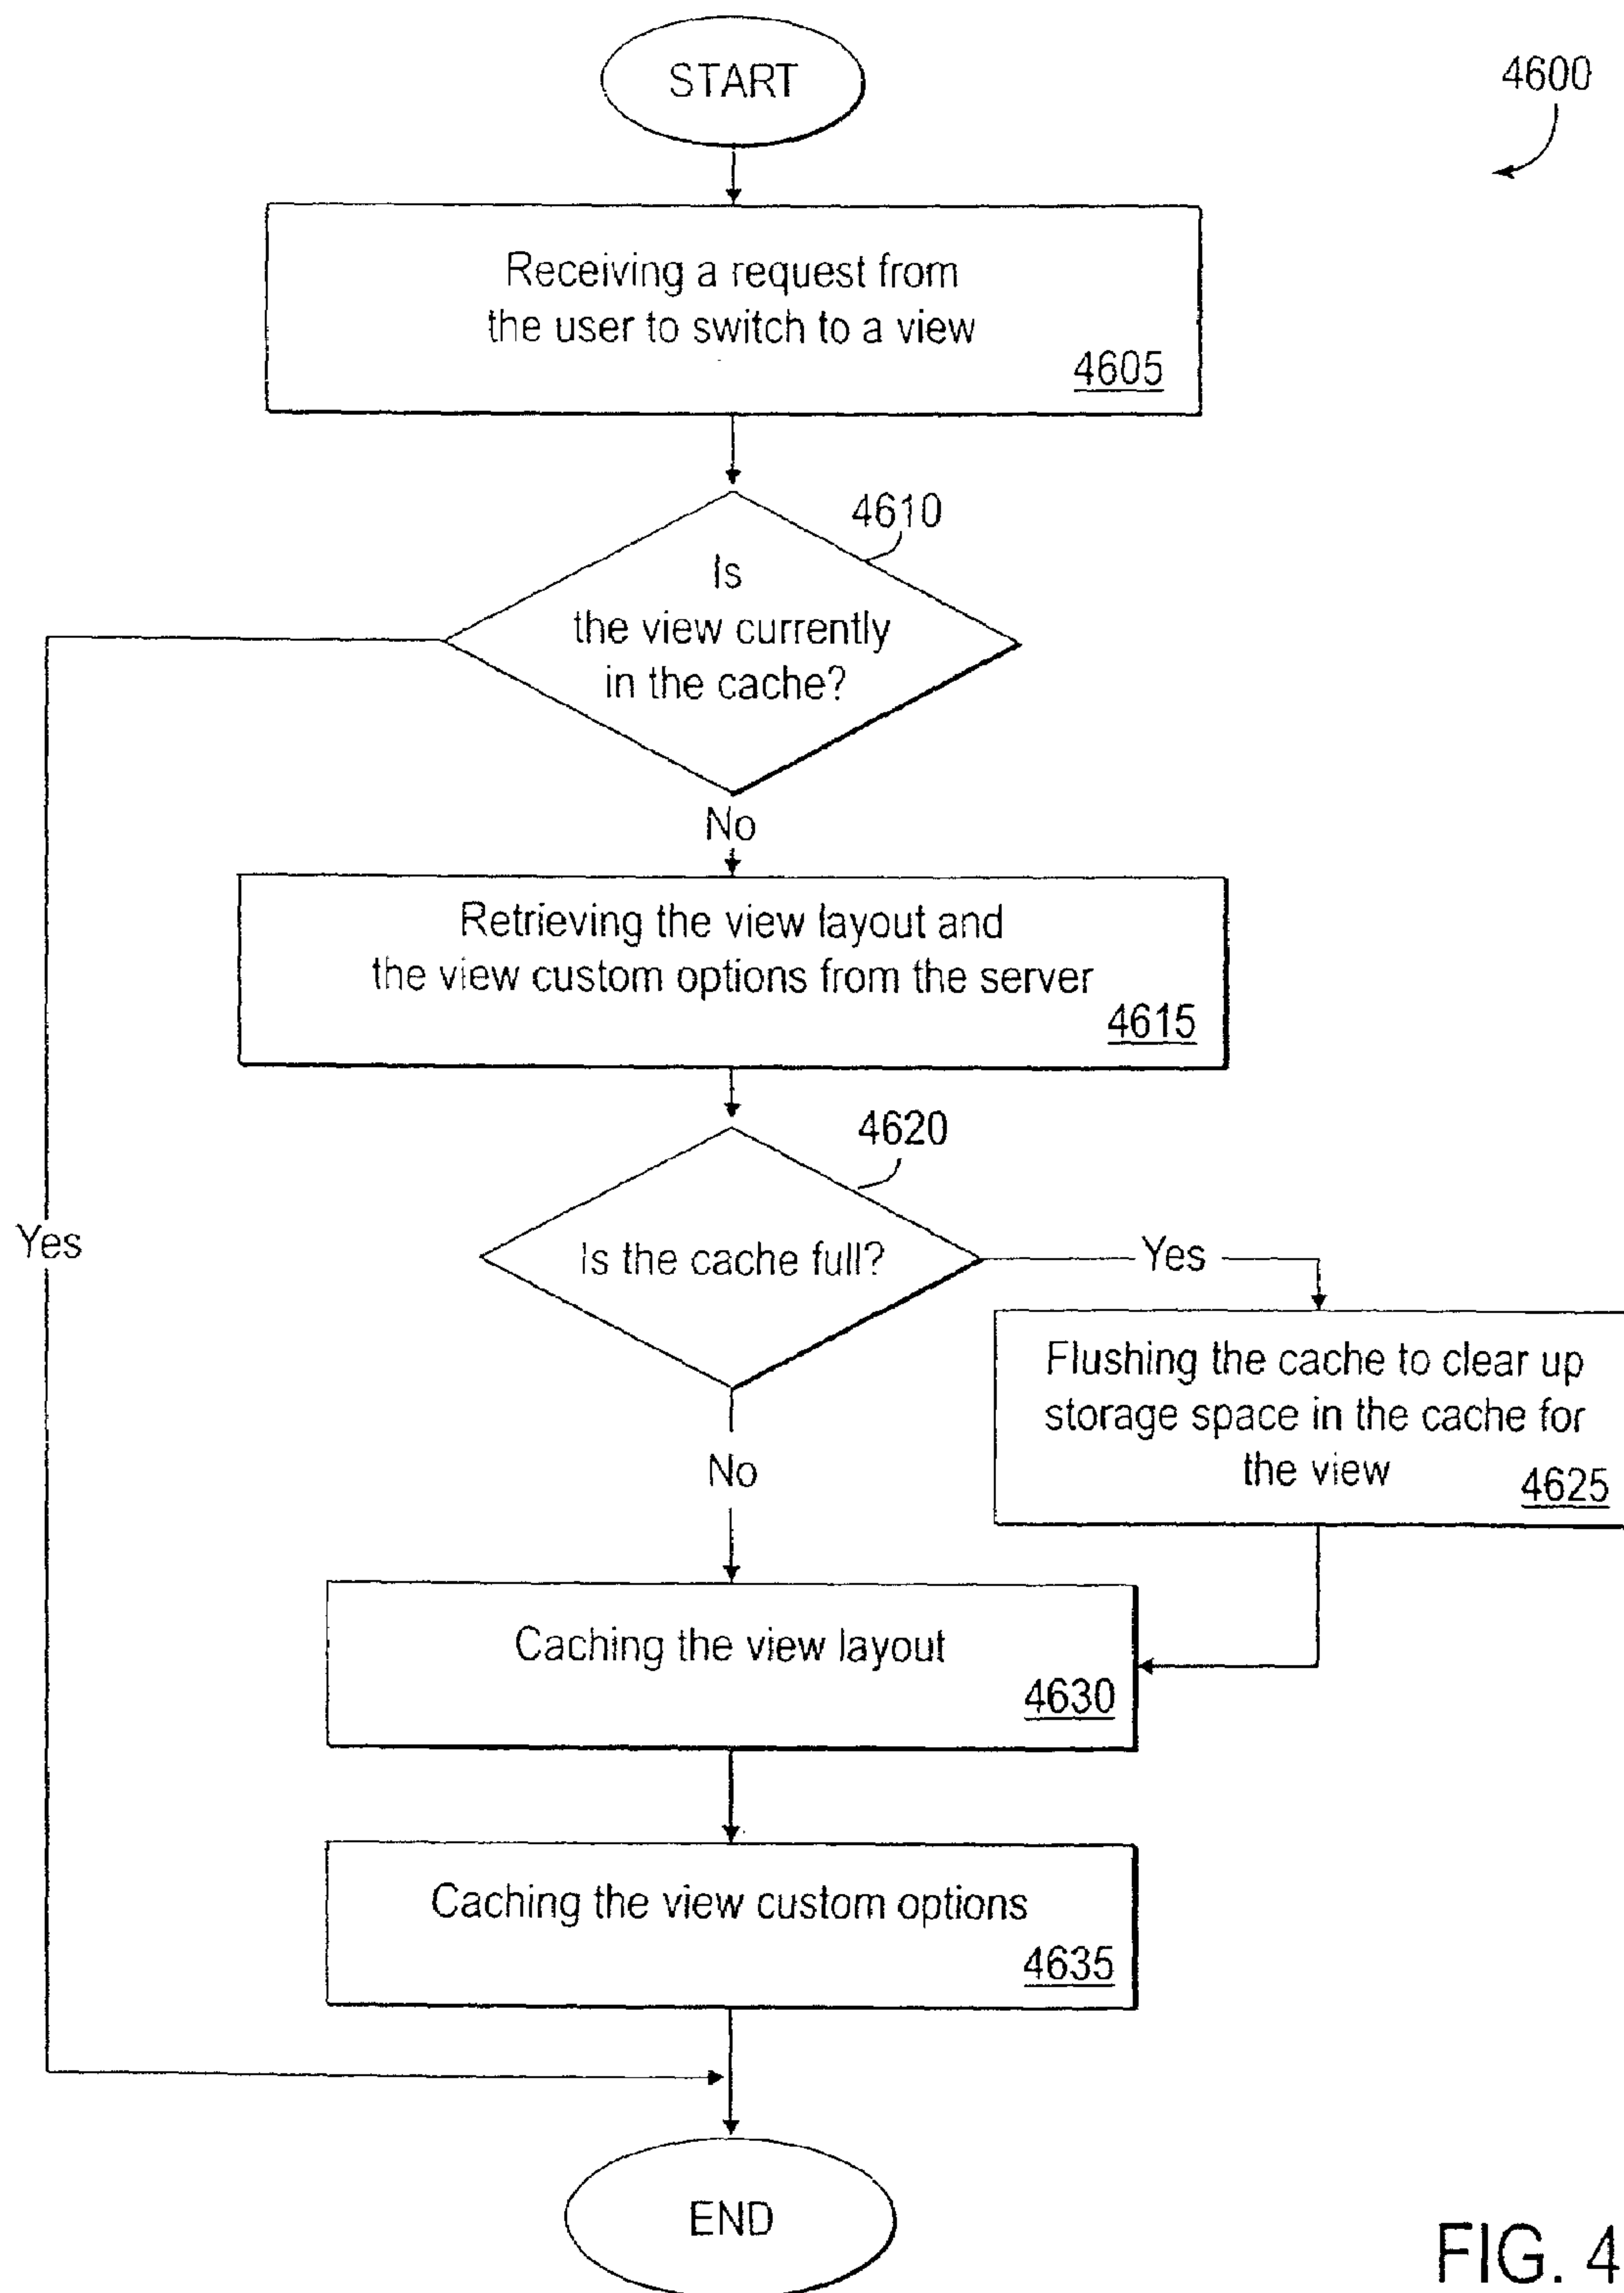 START
4600
Receiving a request from
the user to switch to a view
4605
4610
Is
the view currently
in the cache?
No
Retrieving the view layout and
the view custom options from the server
4615
4620
Yes
Is the cache full?
Yes
Flushing the cache to clear up
storage space in the cache for
the view
4625
No
Caching the view layout
4630
Caching the view custom options
4635
END
FIG. 4